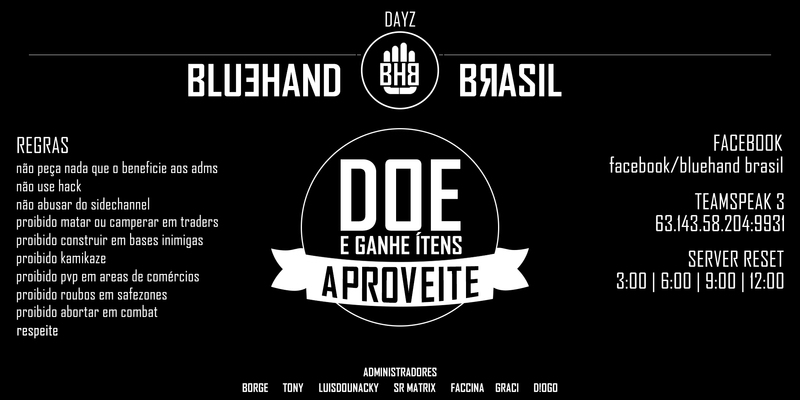 DAYZ
BLUEHAND BHB BRASIL
REGRAS
não peça nada que o beneficie aos adms
não use hack
não abusar do sidechannel
proibido matar ou camperar em traders
proibido construir em bases inimigas
proibido kamikaze
proibido pvp em areas de comércios
proibido roubos em safezones
proibido abortar em combat
respeite
DOE
E GANHE ÍTENS
APROVEITE
FACEBOOK
facebook/bluehand brasil
TEAMSPEAK 3
63.143.58.204:9931
SERVER RESET
3:00 | 6:00 | 9:00 | 12:00
ADMINISTRADORES
BORGE TONY LUISDOUNACKY SR MATRIX FACCINA GRACI D!OGO